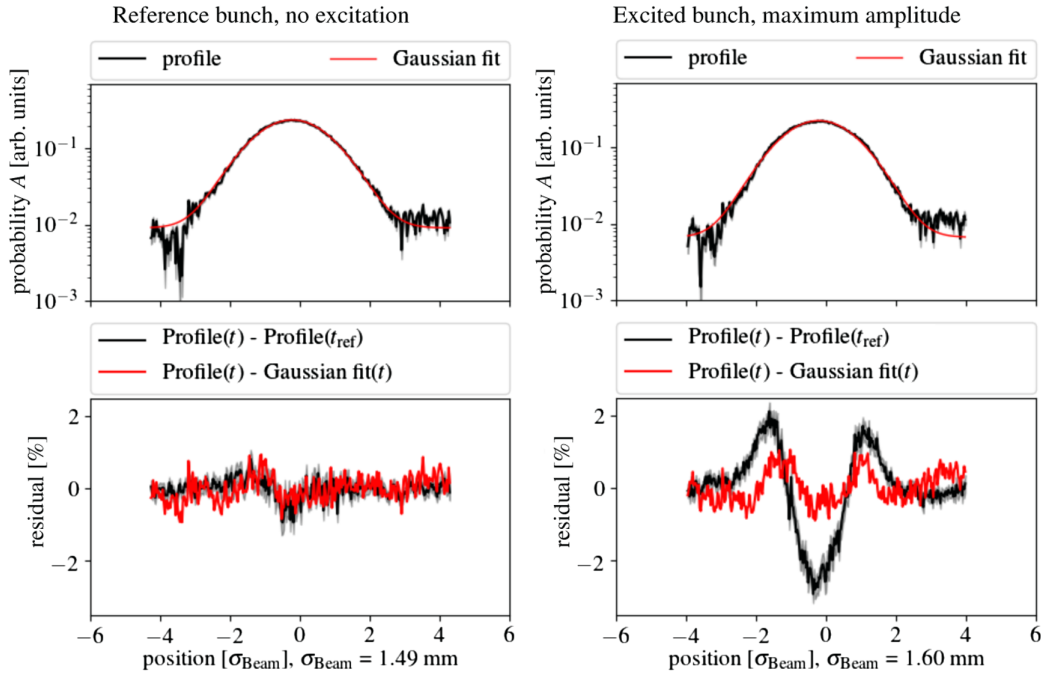 Reference bunch, no excitation
profile
Gaussian fit
probability A [arb. units]
10⁻¹
10⁻²
10⁻³
Profile(t) - Profile(t_ref)
Profile(t) - Gaussian fit(t)
residual [%]
2
0
−2
−6 −4 −2 0 2 4 6
position [σ_Beam], σ_Beam = 1.49 mm
Excited bunch, maximum amplitude
profile
Gaussian fit
probability A [arb. units]
10⁻¹
10⁻²
10⁻³
Profile(t) - Profile(t_ref)
Profile(t) - Gaussian fit(t)
residual [%]
2
0
−2
−6 −4 −2 0 2 4 6
position [σ_Beam], σ_Beam = 1.60 mm